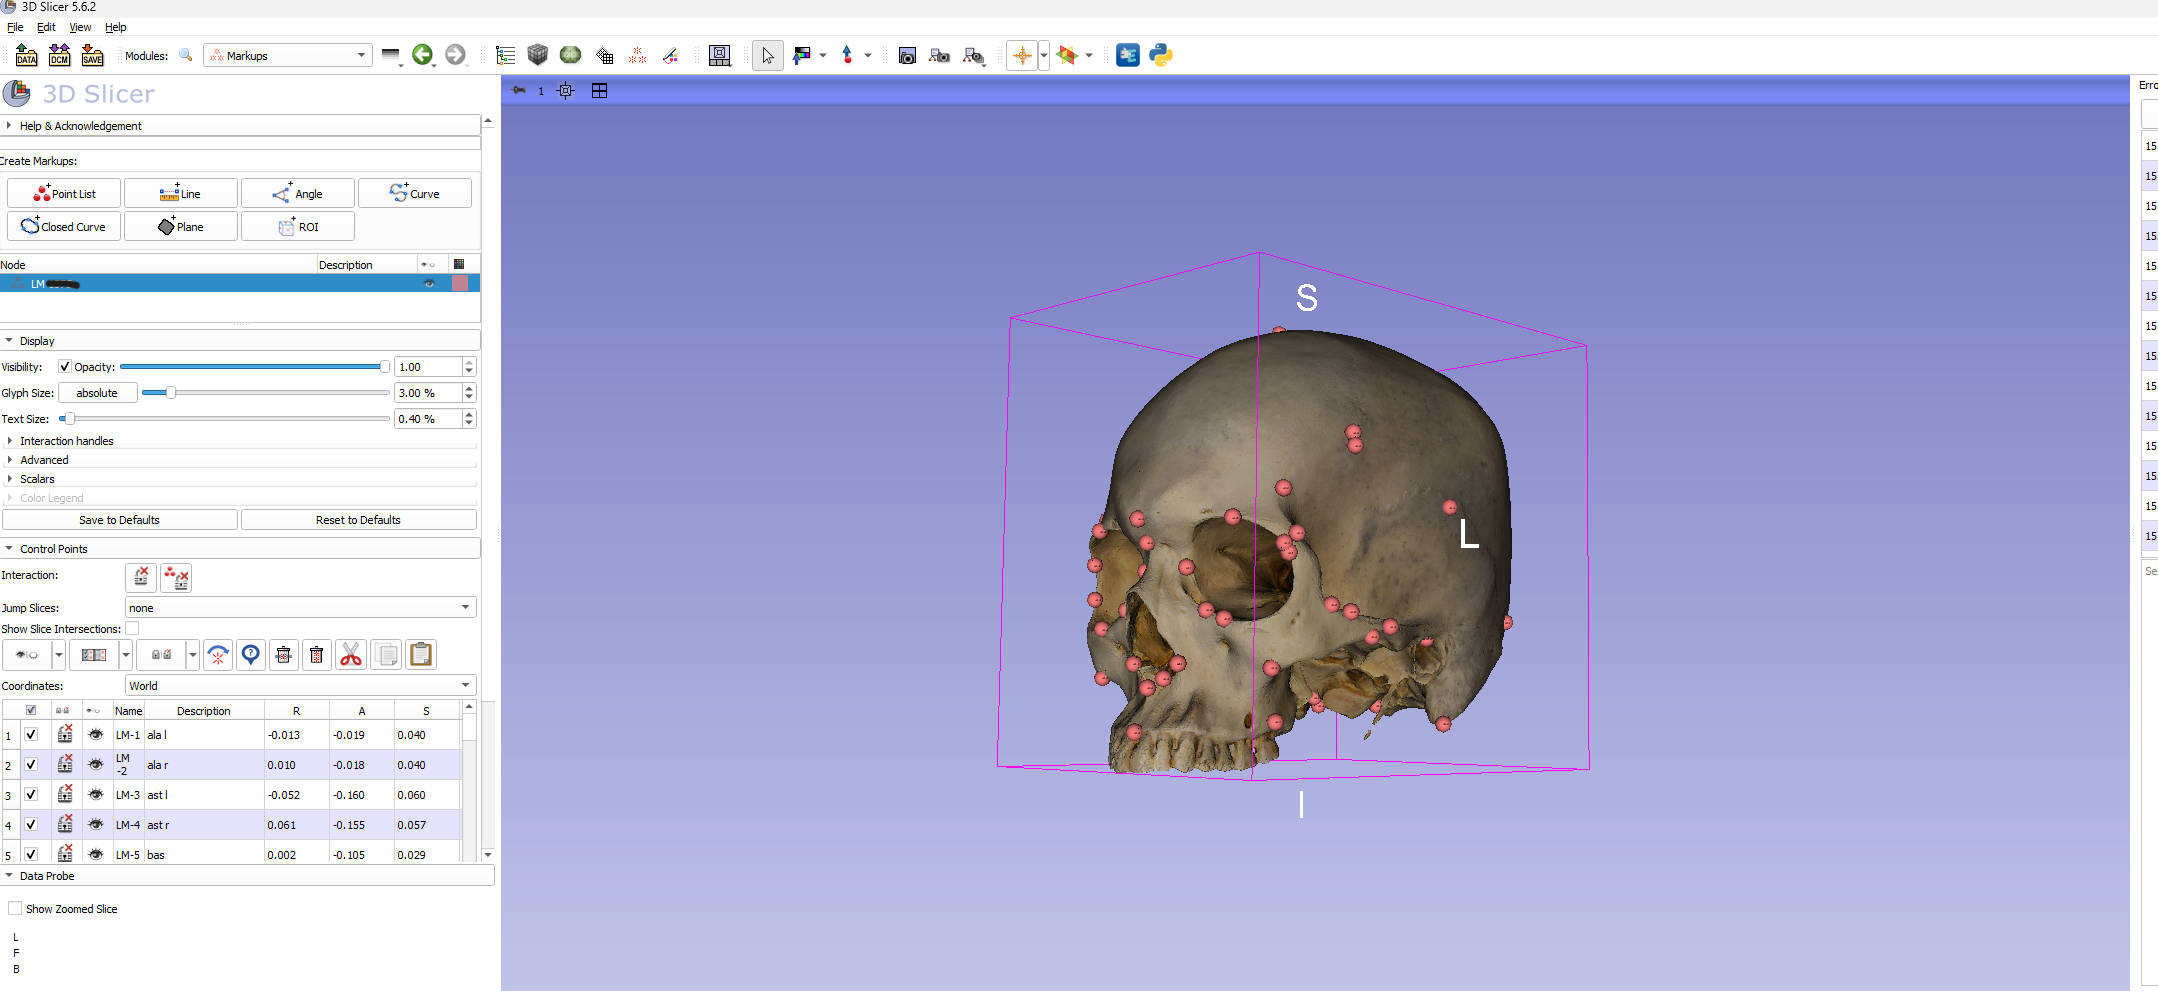 3D Slicer 5.6.2
File Edit View Help
DATA DCM SAVE Modules: Markups
1
3D Slicer
Erro
Help & Acknowledgement
Create Markups:
Point List Line Angle Curve
Closed Curve Plane ROI
Node Description
LM
Display
Visibility: Opacity: 1.00
Glyph Size: absolute 3.00 %
Text Size: 0.40 %
Interaction handles
Advanced
Scalars
Color Legend
Save to Defaults Reset to Defaults
Control Points
Interaction:
Jump Slices: none
Show Slice Intersections:
Coordinates: World
Name Description R A S
1 LM-1 ala l -0.013 -0.019 0.040
2 LM-2 ala r 0.010 -0.018 0.040
3 LM-3 ast l -0.052 -0.160 0.060
4 LM-4 ast r 0.061 -0.155 0.057
5 LM-5 bas 0.002 -0.105 0.029
Data Probe
Show Zoomed Slice
L
F
B
S
L
I
15.
15.
15.
15.
15.
15.
15.
15.
15.
15.
15.
15.
15.
15.
Se